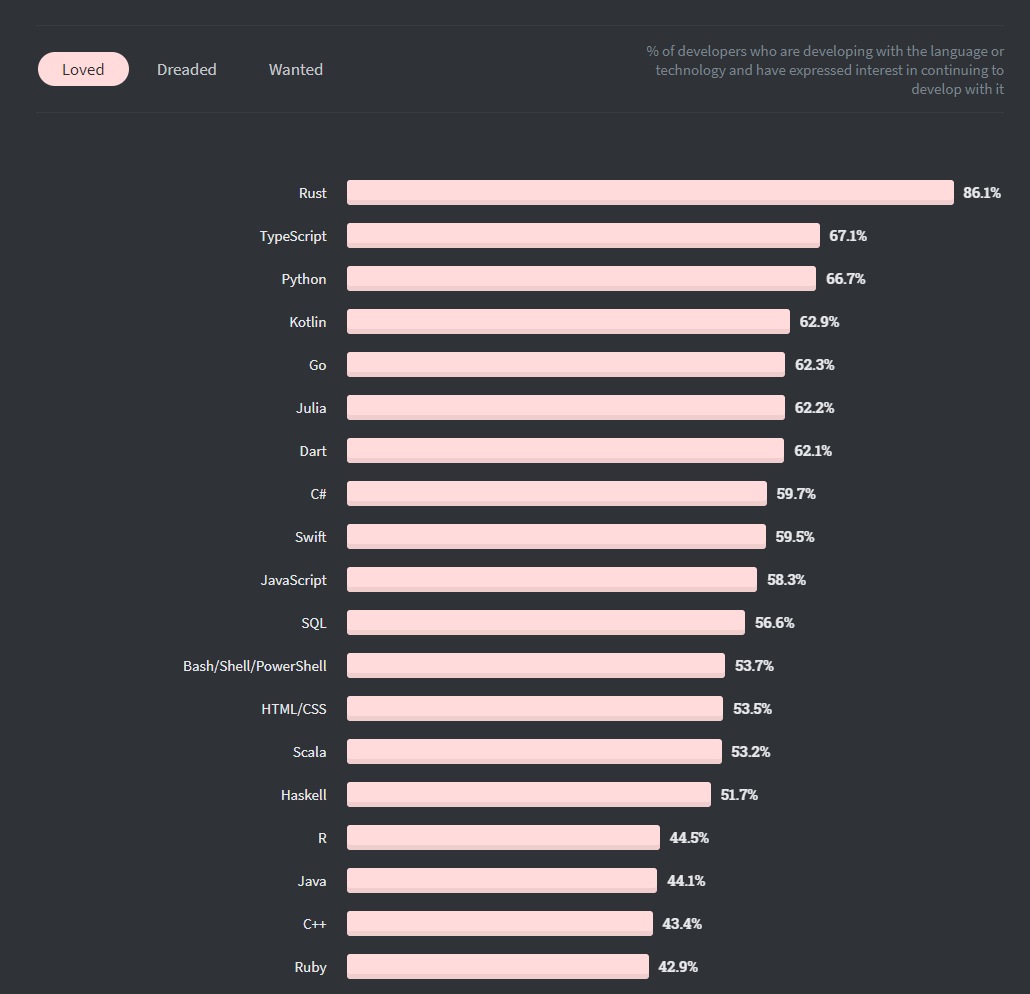 Loved Dreaded Wanted
% of developers who are developing with the language or
technology and have expressed interest in continuing to
develop with it
Rust 86.1%
TypeScript 67.1%
Python 66.7%
Kotlin 62.9%
Go 62.3%
Julia 62.2%
Dart 62.1%
C# 59.7%
Swift 59.5%
JavaScript 58.3%
SQL 56.6%
Bash/Shell/PowerShell 53.7%
HTML/CSS 53.5%
Scala 53.2%
Haskell 51.7%
R 44.5%
Java 44.1%
C++ 43.4%
Ruby 42.9%